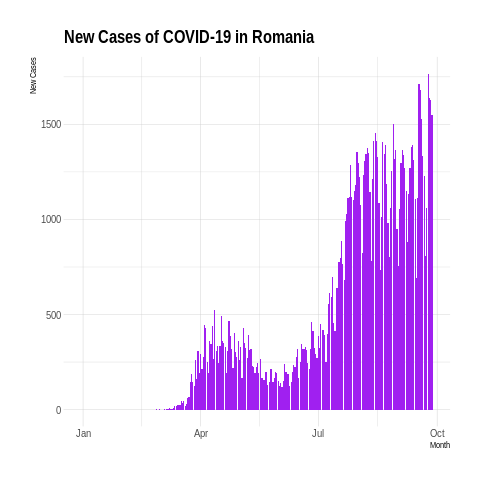 New Cases of COVID-19 in Romania
New Cases
1500
1000
500
0
Jan Apr Jul Oct
Month